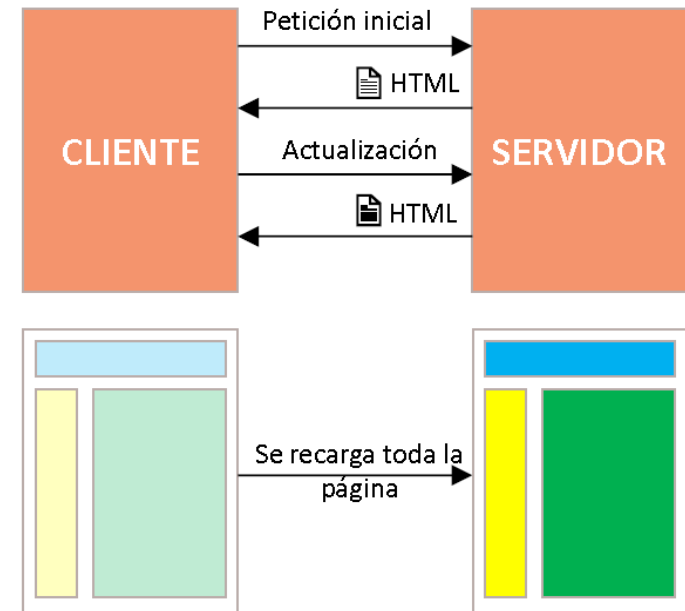 Petición inicial
HTML
CLIENTE
Actualización
SERVIDOR
HTML
Se recarga toda la
página